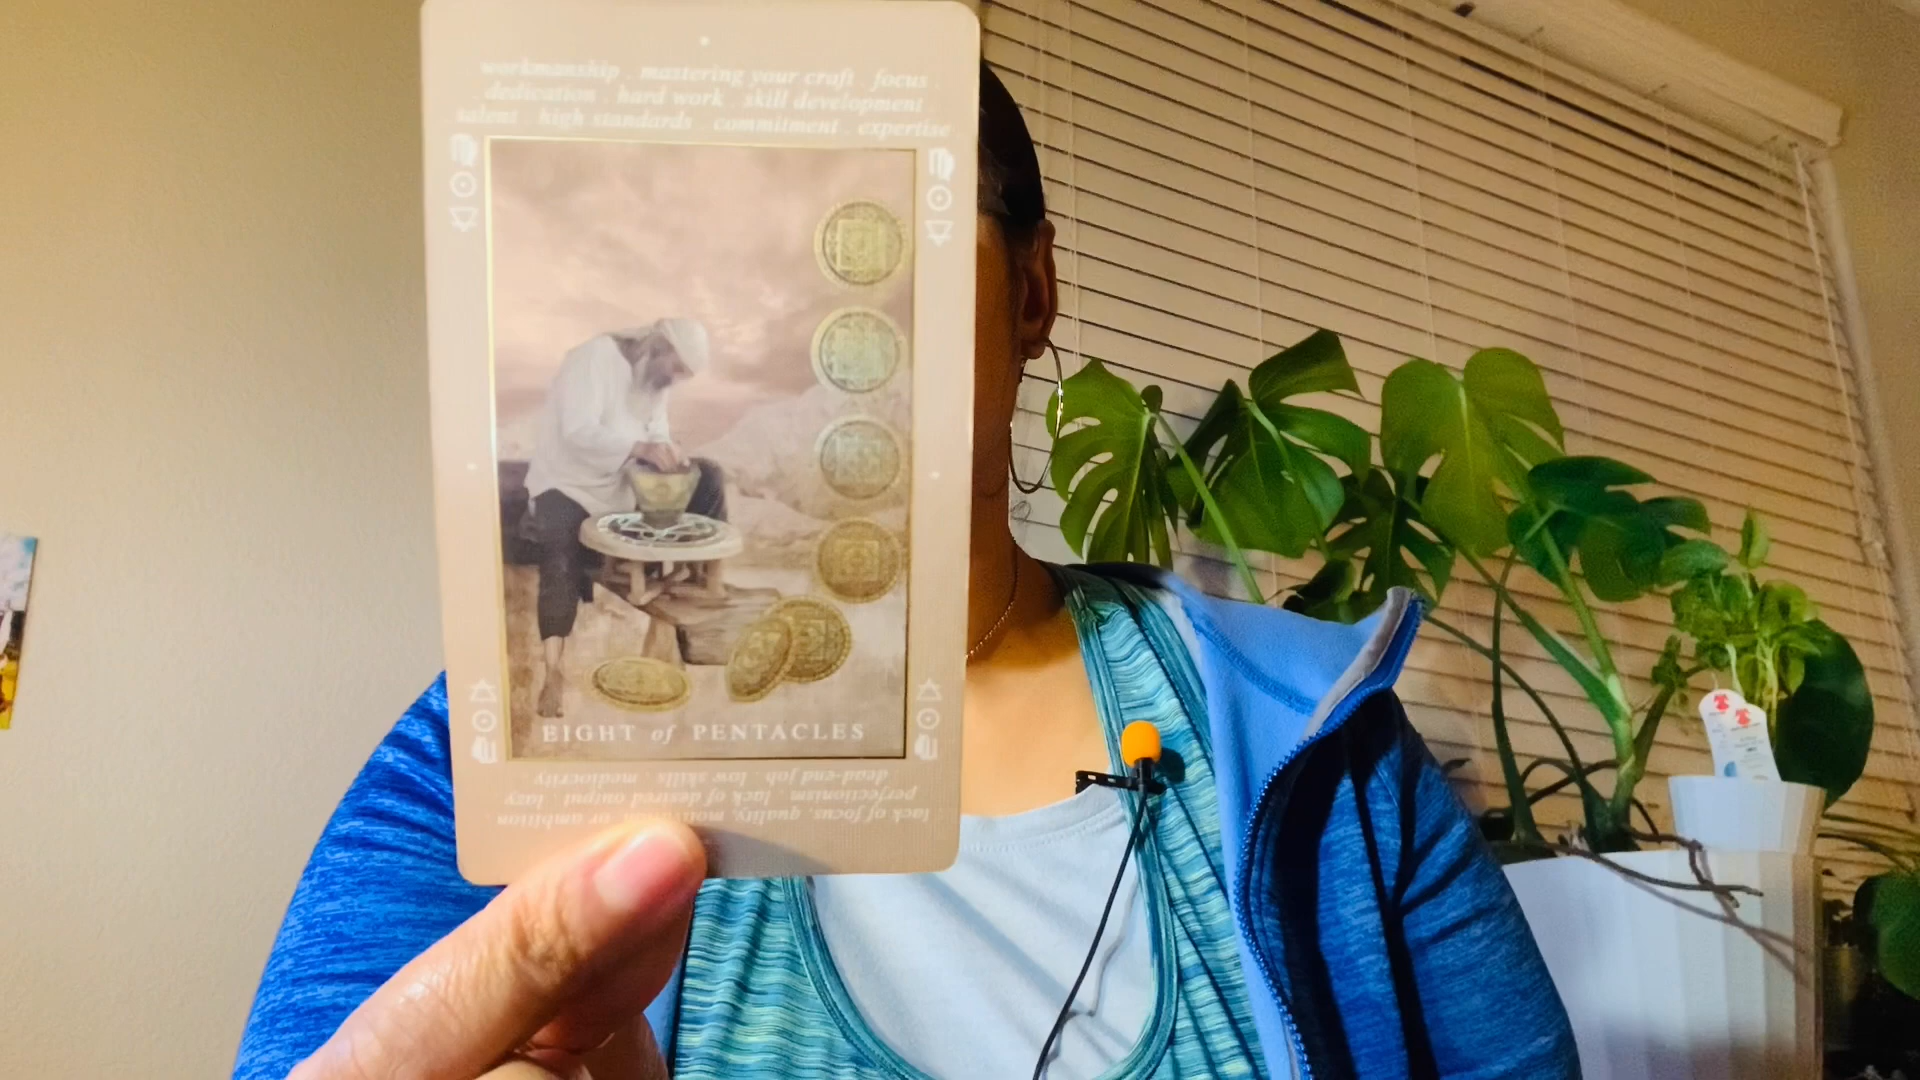 workmanship . mastering your craft . focus .
dedication . hard work . skill development
talent . high standards . commitment . expertise
EIGHT of PENTACLES
lack of focus, quality, motivation, or ambition .
perfectionism . lack of desired output . lazy
dead-end job . low skills . mediocrity .